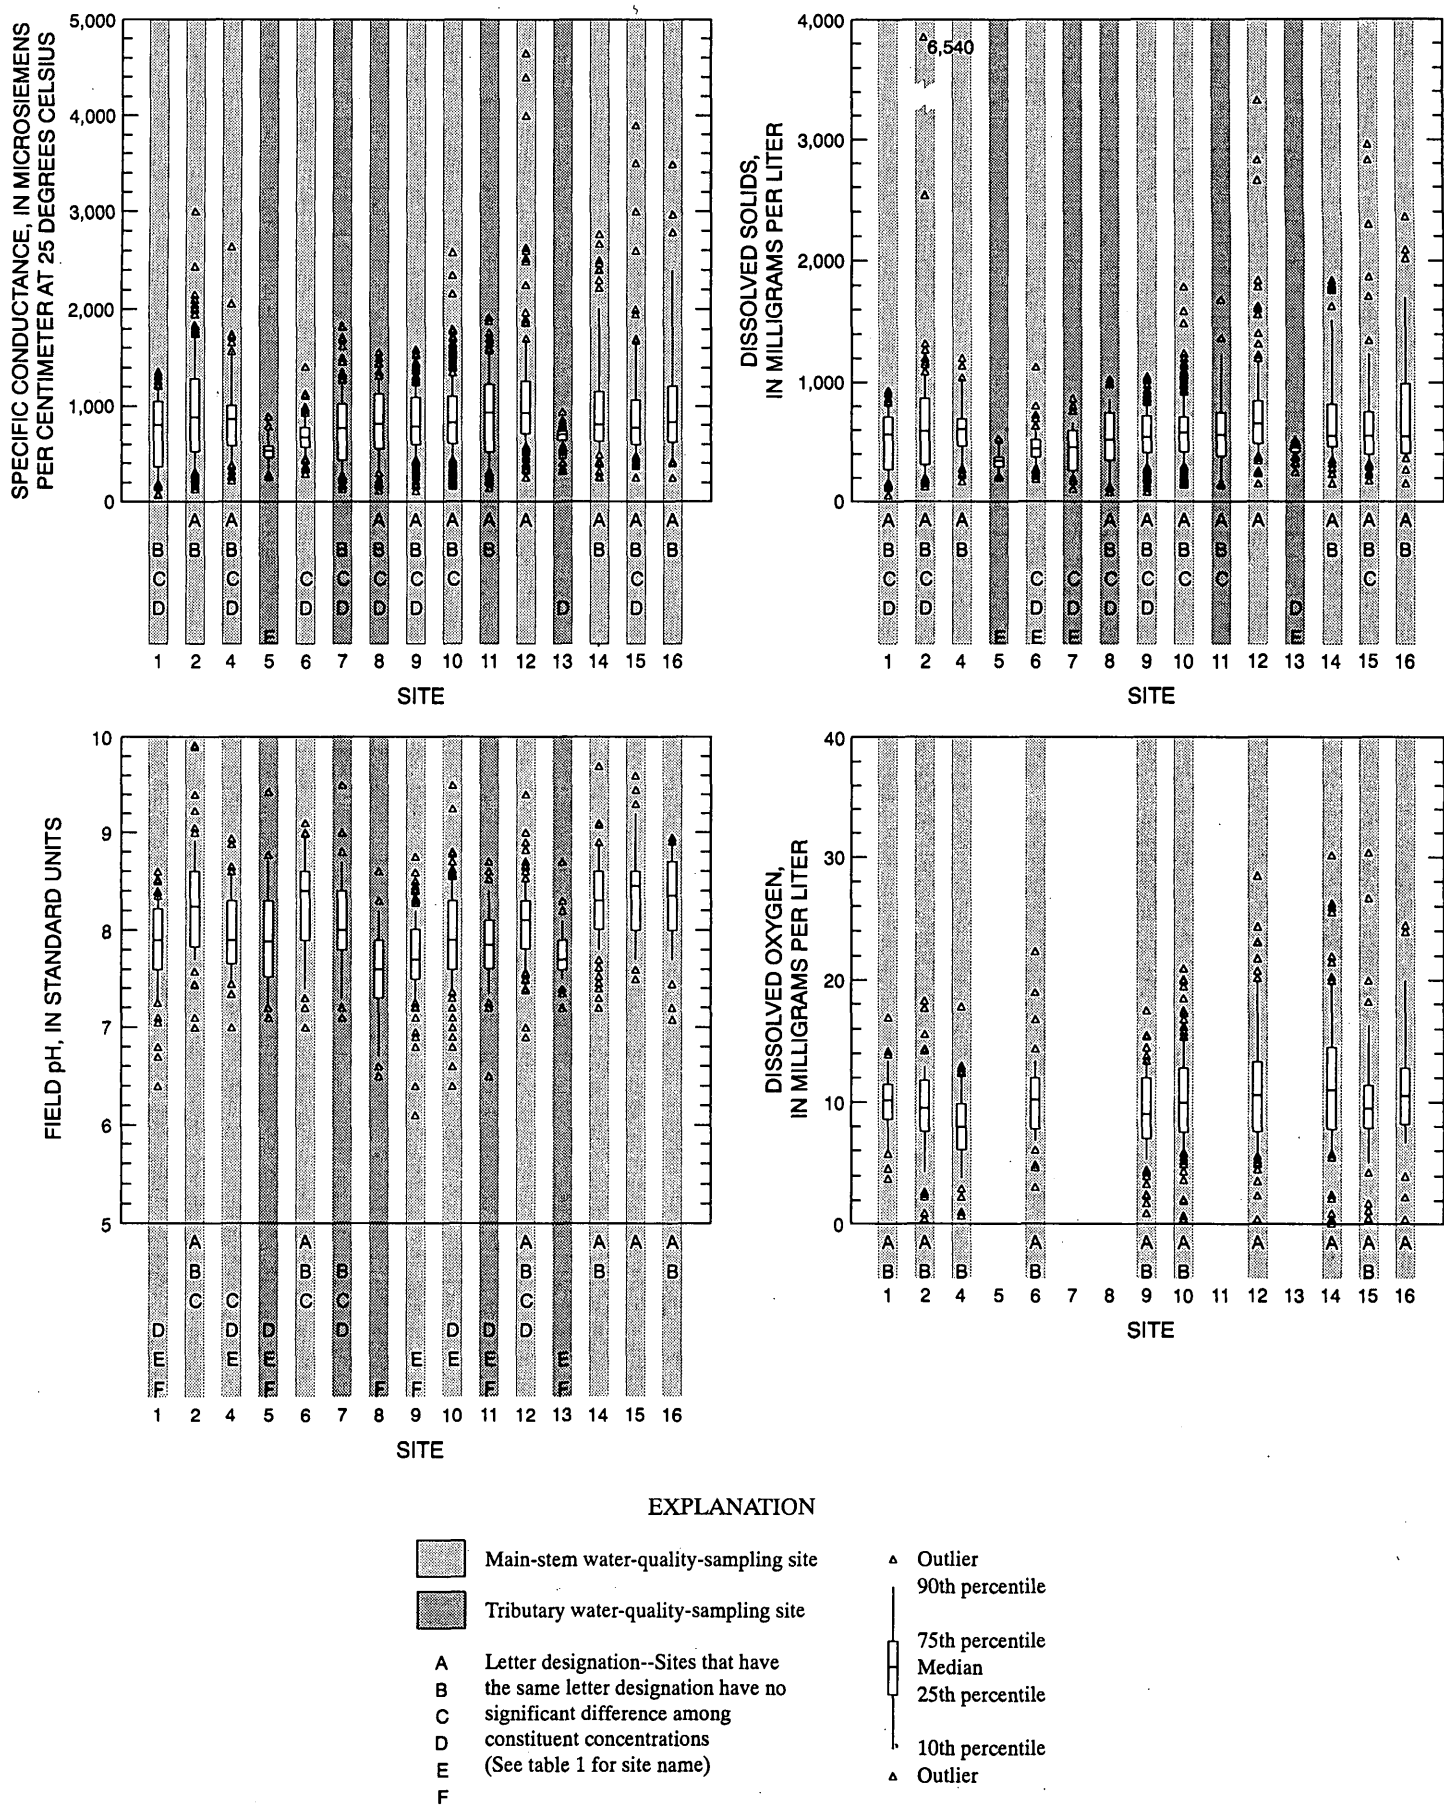 SPECIFIC CONDUCTANCE, IN MICROSIEMENS
PER CENTIMETER AT 25 DEGREES CELSIUS
5,000
4,000
3,000
2,000
1,000
0
A A A A A A A A A
B B B B B B B B B B B
C C C C C C C C
D D D D D D D D
E
1 2 4 5 6 7 8 9 10 11 12 13 14 15 16
SITE
DISSOLVED SOLIDS,
IN MILLIGRAMS PER LITER
4,000
3,000
2,000
1,000
0
6,540
A A A A A A A A A A
B B B B B B B B B B
C C C C C C C C
D D D D D D
E E E E
1 2 4 5 6 7 8 9 10 11 12 13 14 15 16
SITE
FIELD pH, IN STANDARD UNITS
10
9
8
7
6
5
A A A A A A
B B B B B B
C C C C C
D D D D D D D
E E E E E E E
F F F F F F
1 2 4 5 6 7 8 9 10 11 12 13 14 15 16
SITE
DISSOLVED OXYGEN,
IN MILLIGRAMS PER LITER
40
30
20
10
0
A A A A A A A A A
B B B B B B B
1 2 4 5 6 7 8 9 10 11 12 13 14 15 16
SITE
EXPLANATION
Main-stem water-quality-sampling site
Tributary water-quality-sampling site
A Letter designation--Sites that have
B the same letter designation have no
C significant difference among
D constituent concentrations
E (See table 1 for site name)
F
Outlier
90th percentile
75th percentile
Median
25th percentile
10th percentile
Outlier